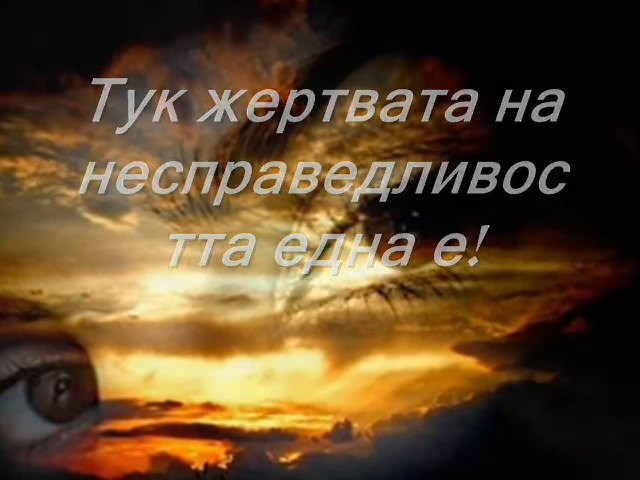 Тук жертвата на
несправедливос
тта една е!